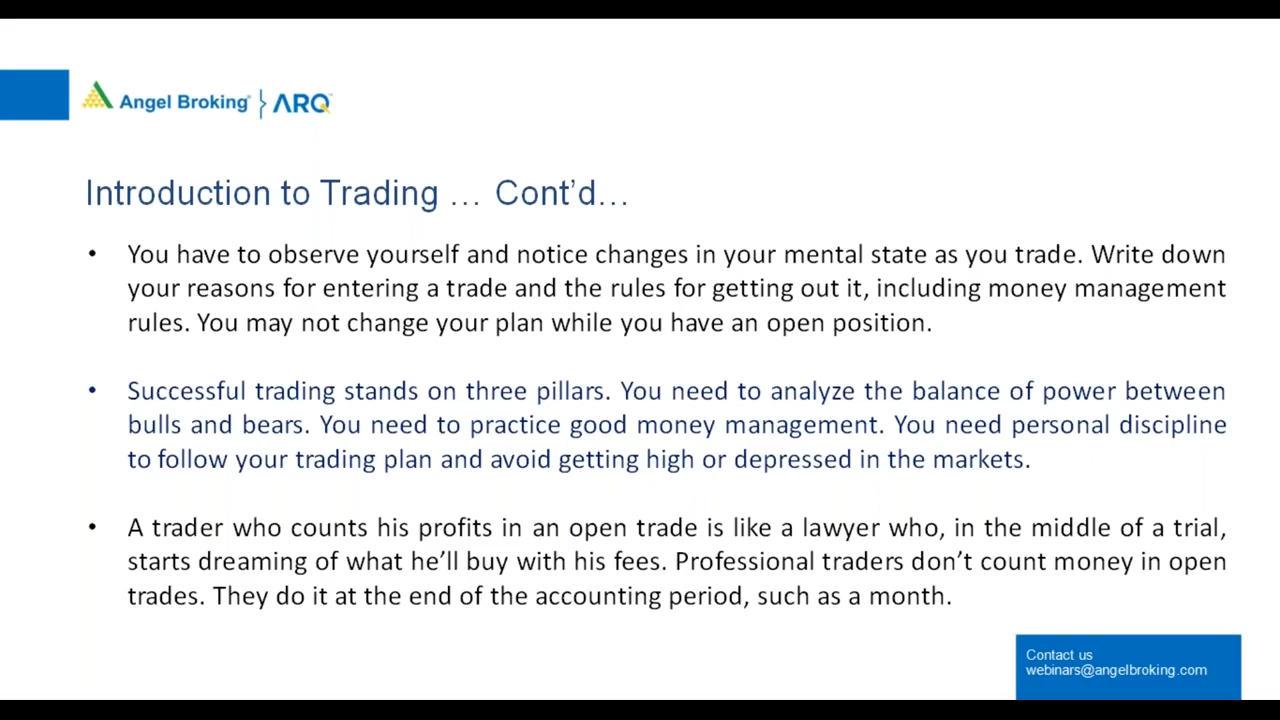 Angel Broking ARQ
Introduction to Trading … Cont’d…
• You have to observe yourself and notice changes in your mental state as you trade. Write down
your reasons for entering a trade and the rules for getting out it, including money management
rules. You may not change your plan while you have an open position.
• Successful trading stands on three pillars. You need to analyze the balance of power between
bulls and bears. You need to practice good money management. You need personal discipline
to follow your trading plan and avoid getting high or depressed in the markets.
• A trader who counts his profits in an open trade is like a lawyer who, in the middle of a trial,
starts dreaming of what he’ll buy with his fees. Professional traders don’t count money in open
trades. They do it at the end of the accounting period, such as a month.
Contact us
webinars@angelbroking.com